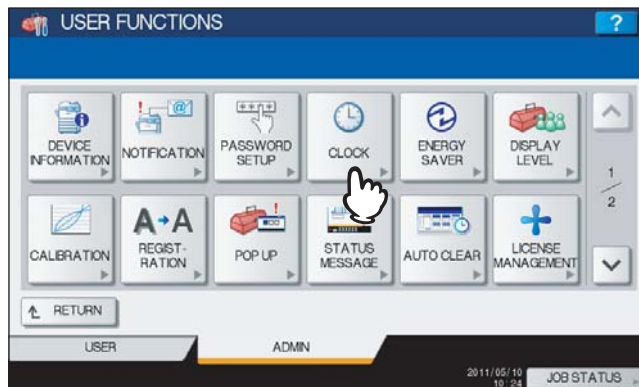 USER FUNCTIONS
?
DEVICE
INFORMATION
NOTIFICATION
PASSWORD
SETUP
CLOCK
ENERGY
SAVER
DISPLAY
LEVEL
1
2
CALIBRATION
A→A
REGIST-
RATION
POP UP
STATUS
MESSAGE
AUTO CLEAR
LICENSE
MANAGEMENT
RETURN
USER
ADMIN
2011/05/10
10:24
JOB STATUS